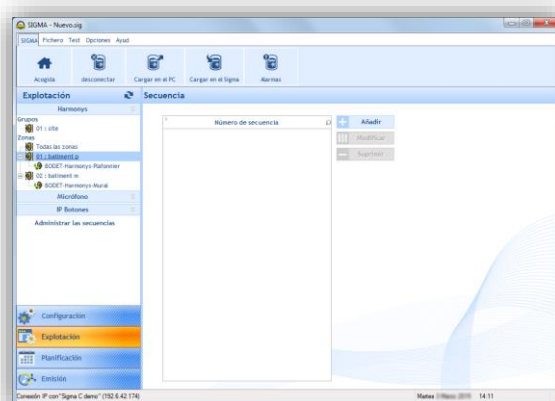 SIGMA - Nuevo.sig
SIGMA Fichero Test Opciones Ayud
Acogida desconectar Cargar en el PC Cargar en el Sigma Alarmas
Explotación
Secuencia
Harmonys
Grupos
01 : site
Zonas
Todas las zonas
01 : batiment p
BODET-Harmonys-Plafonnier
02 : batiment m
BODET-Harmonys-Mural
Micrófono
IP Botones
Administrar las secuencias
Número de secuencia
Añadir
Modificar
Suprimir
Configuración
Explotación
Planificación
Emisión
Conexión IP con "Sigma C demo" (192.6.42.174)
Martes 2015 14:11